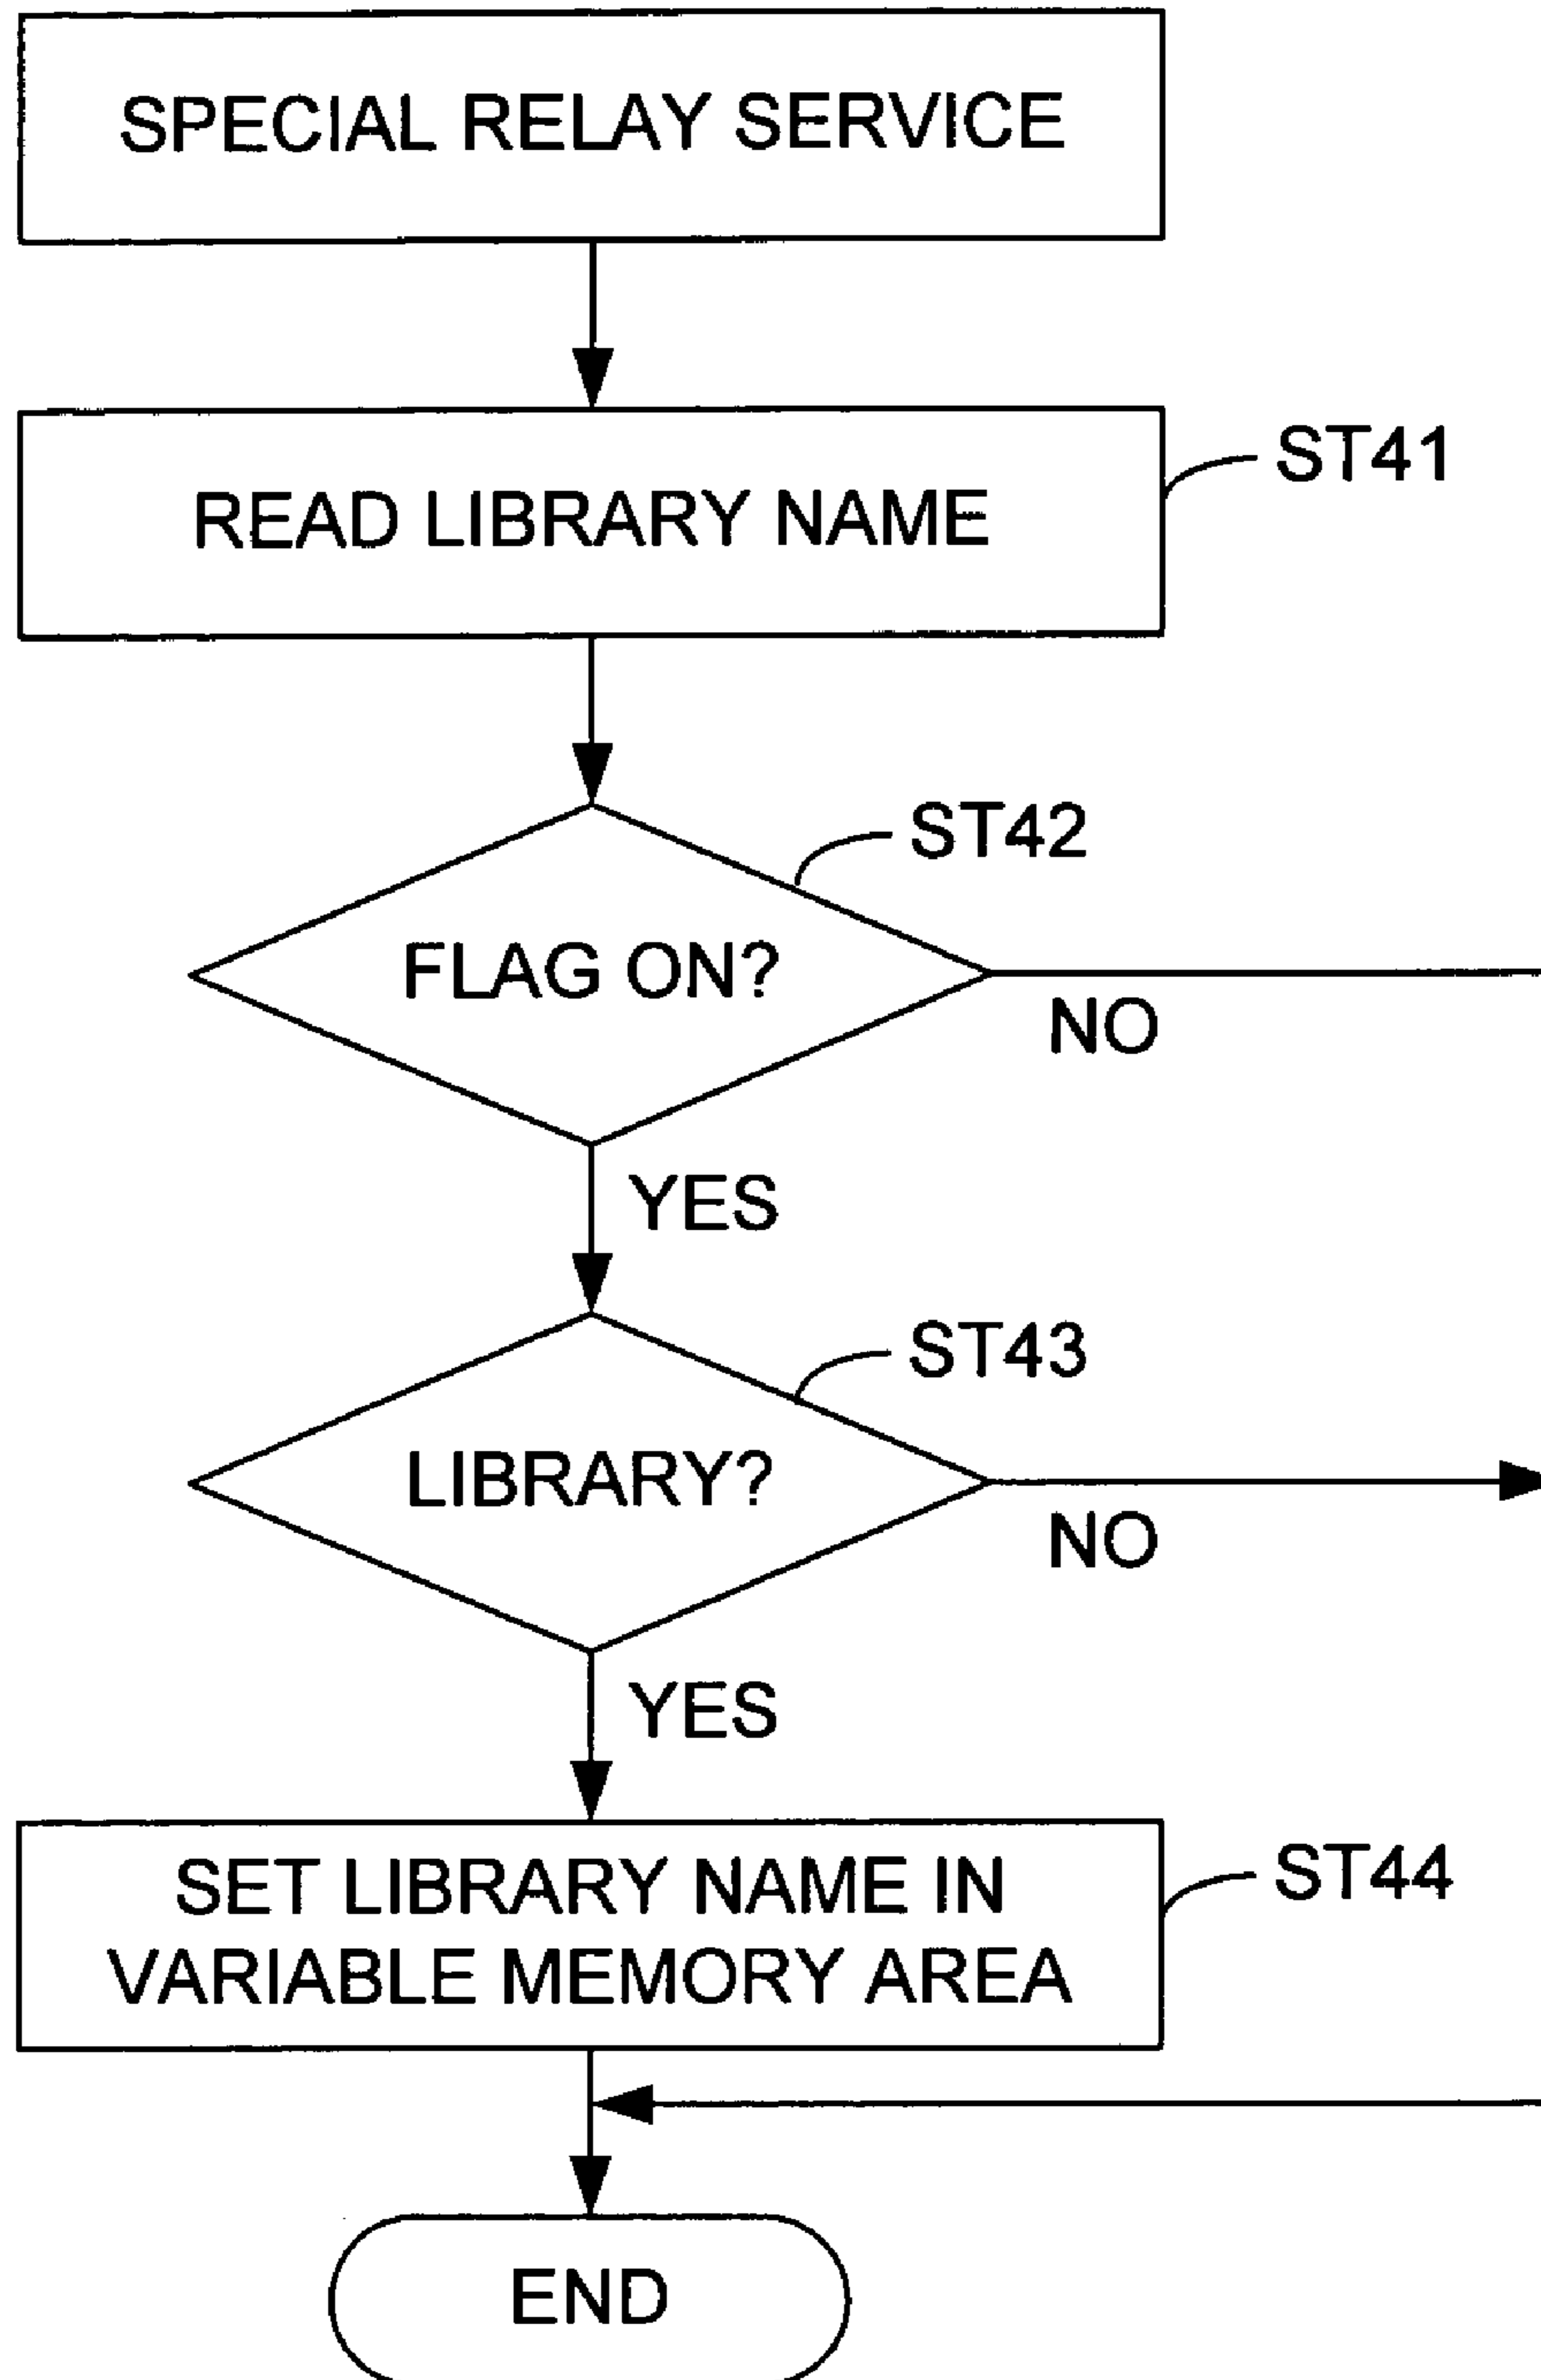 SPECIAL RELAY SERVICE
READ LIBRARY NAME
ST41
ST42
FLAG ON?
NO
YES
ST43
LIBRARY?
NO
YES
SET LIBRARY NAME IN
VARIABLE MEMORY AREA
ST44
END